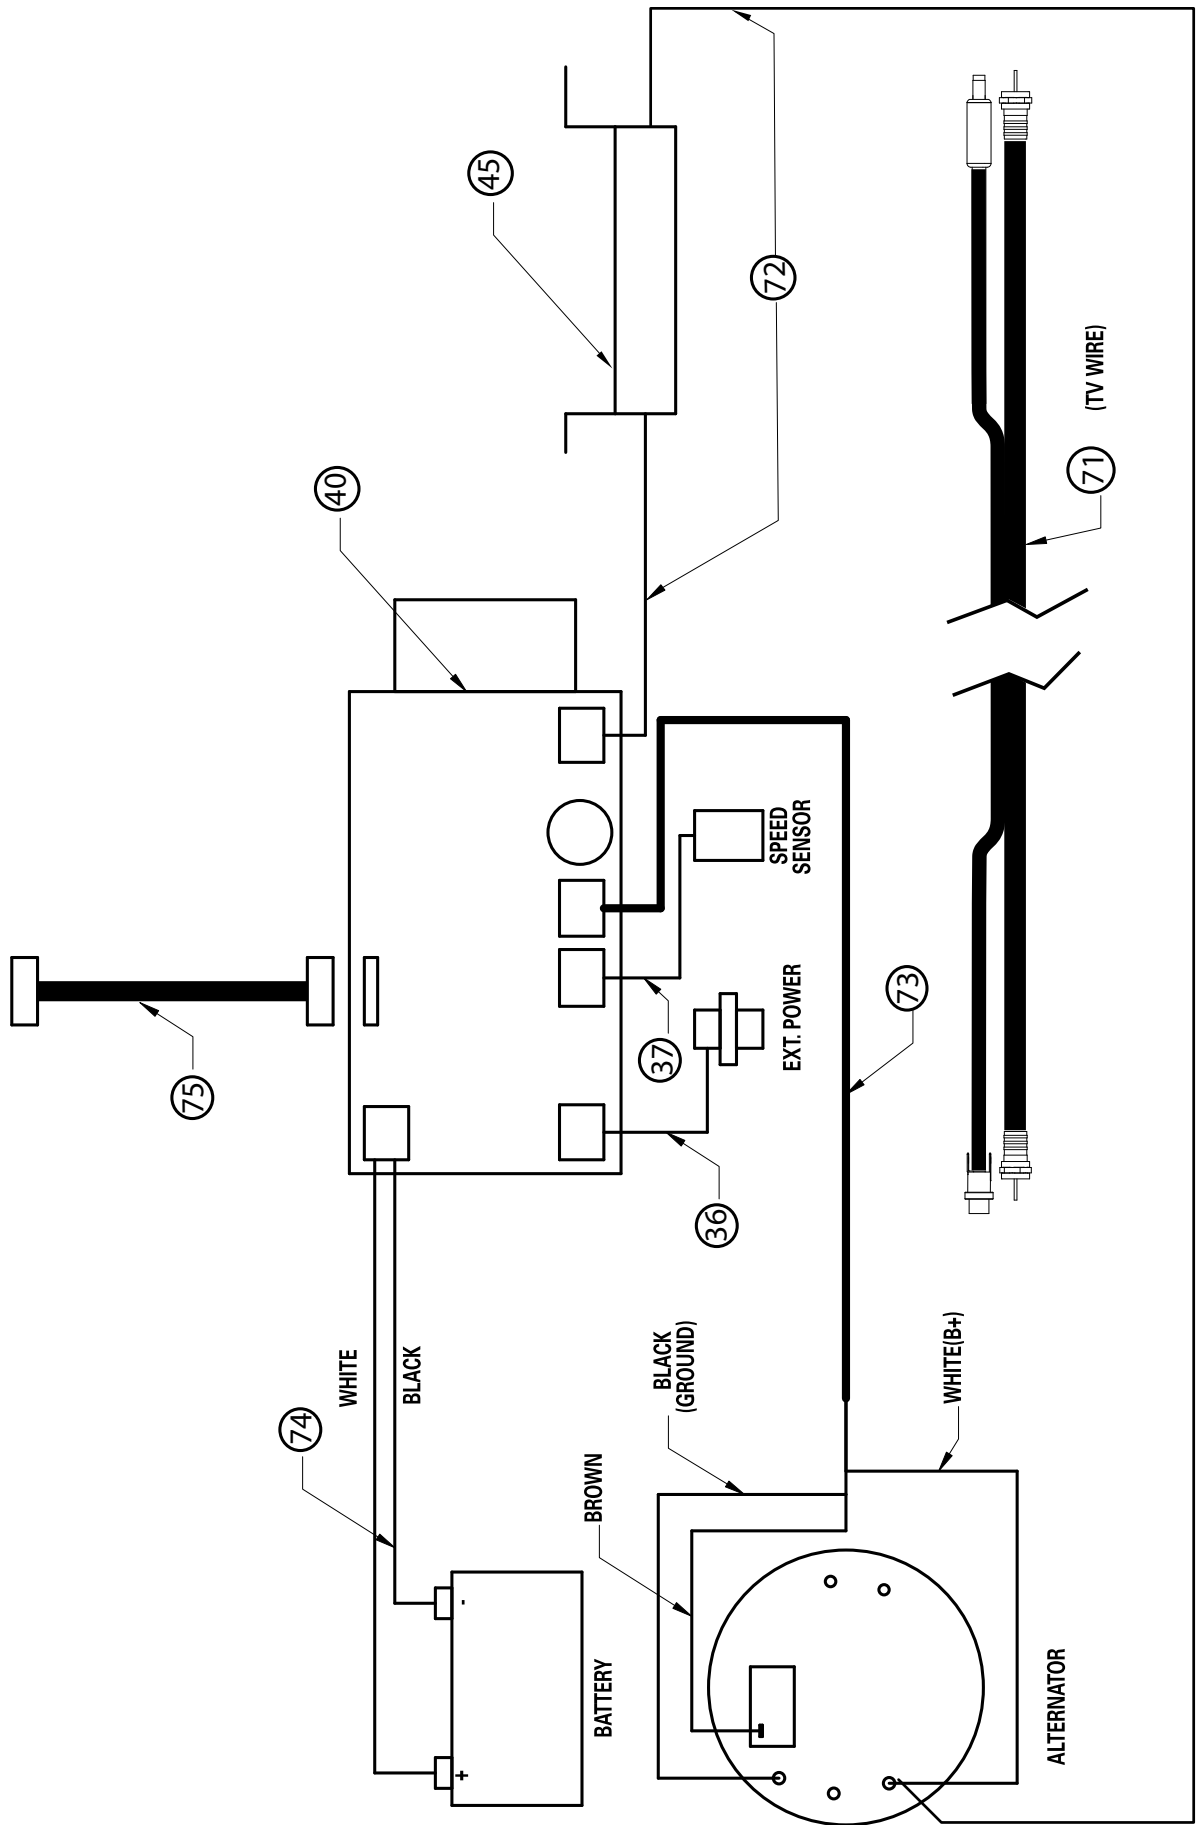 75
74
WHITE
40
BLACK
+
-
45
BATTERY
BROWN
BLACK
(GROUND)
37
36
72
EXT. POWER
SPEED
SENSOR
73
WHITE(B+)
ALTERNATOR
71
(TV WIRE)